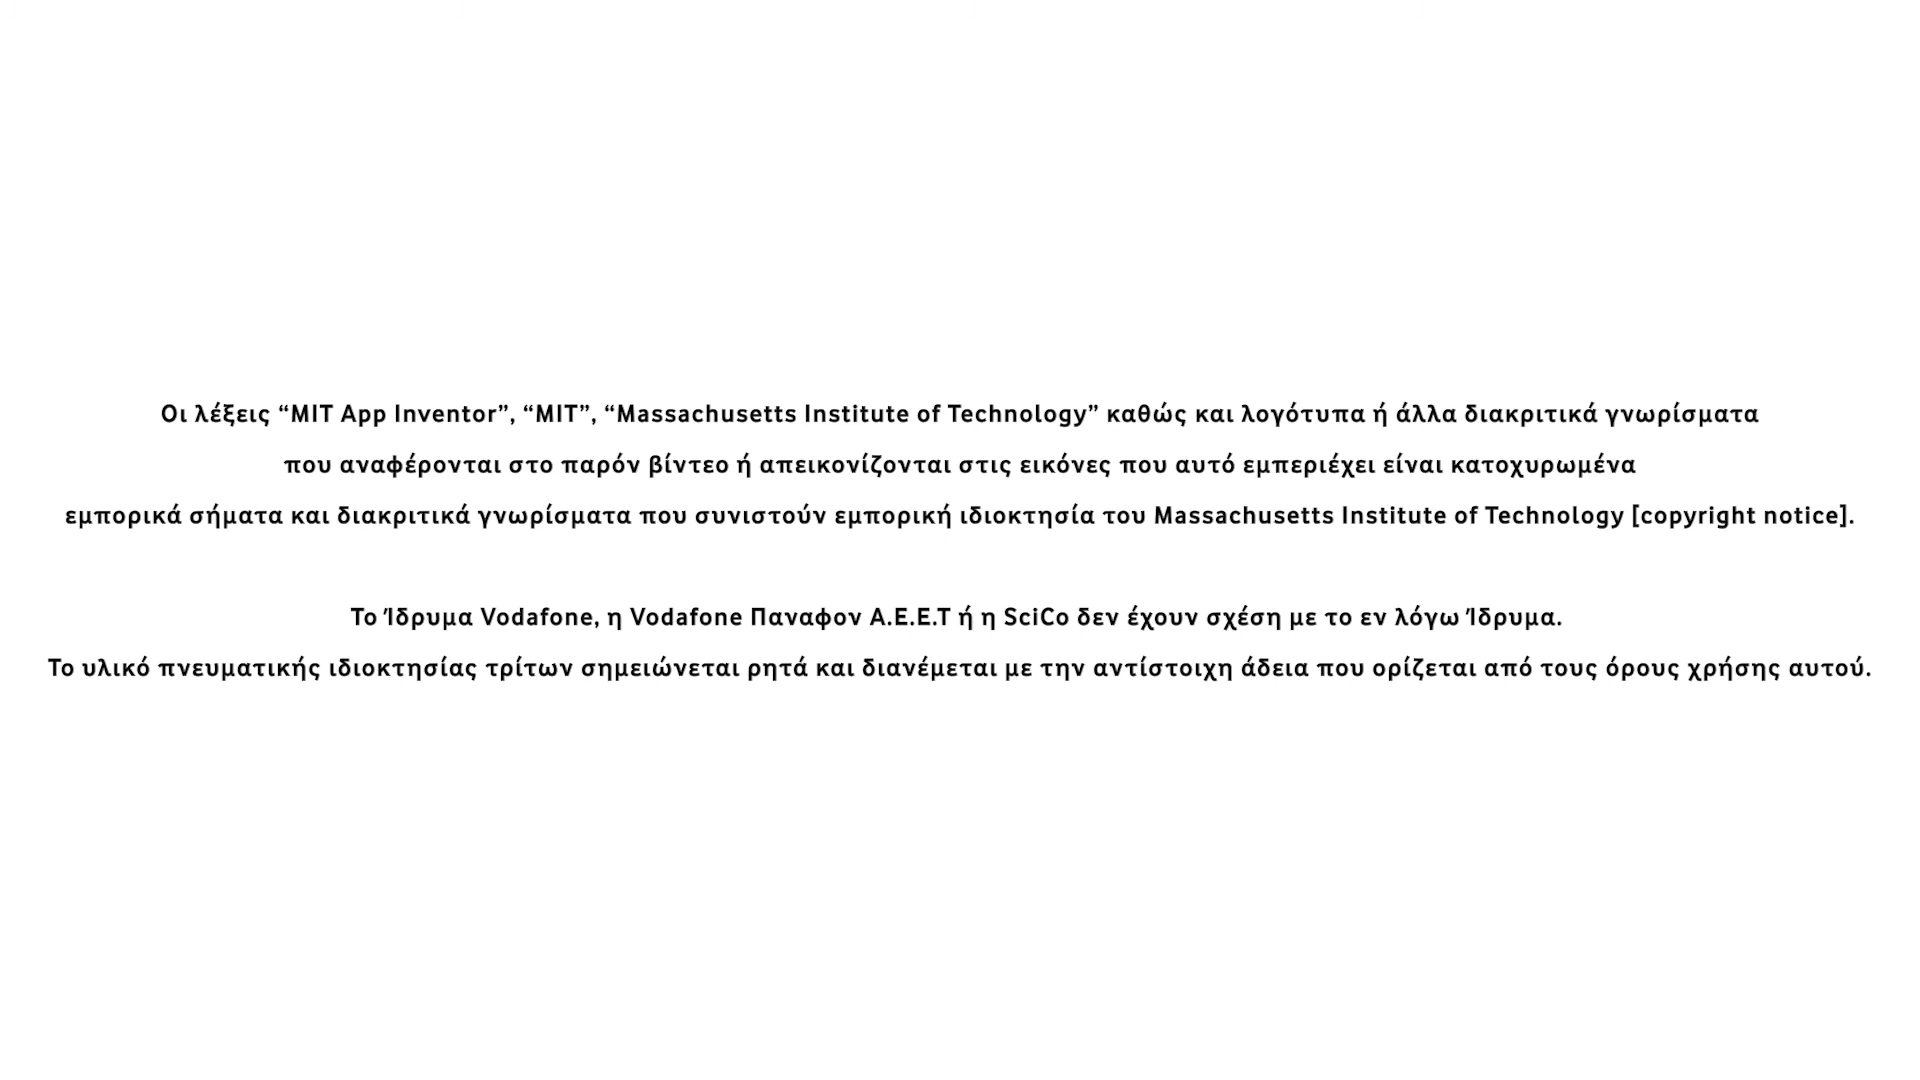 Οι λέξεις “MIT App Inventor”, “MIT”, “Massachusetts Institute of Technology” καθώς και λογότυπα ή άλλα διακριτικά γνωρίσματα
που αναφέρονται στο παρόν βίντεο ή απεικονίζονται στις εικόνες που αυτό εμπεριέχει είναι κατοχυρωμένα
εμπορικά σήματα και διακριτικά γνωρίσματα που συνιστούν εμπορική ιδιοκτησία του Massachusetts Institute of Technology [copyright notice].
Το Ίδρυμα Vodafone, η Vodafone Παναφον Α.Ε.Ε.Τ ή η SciCo δεν έχουν σχέση με το εν λόγω Ίδρυμα.
Το υλικό πνευματικής ιδιοκτησίας τρίτων σημειώνεται ρητά και διανέμεται με την αντίστοιχη άδεια που ορίζεται από τους όρους χρήσης αυτού.